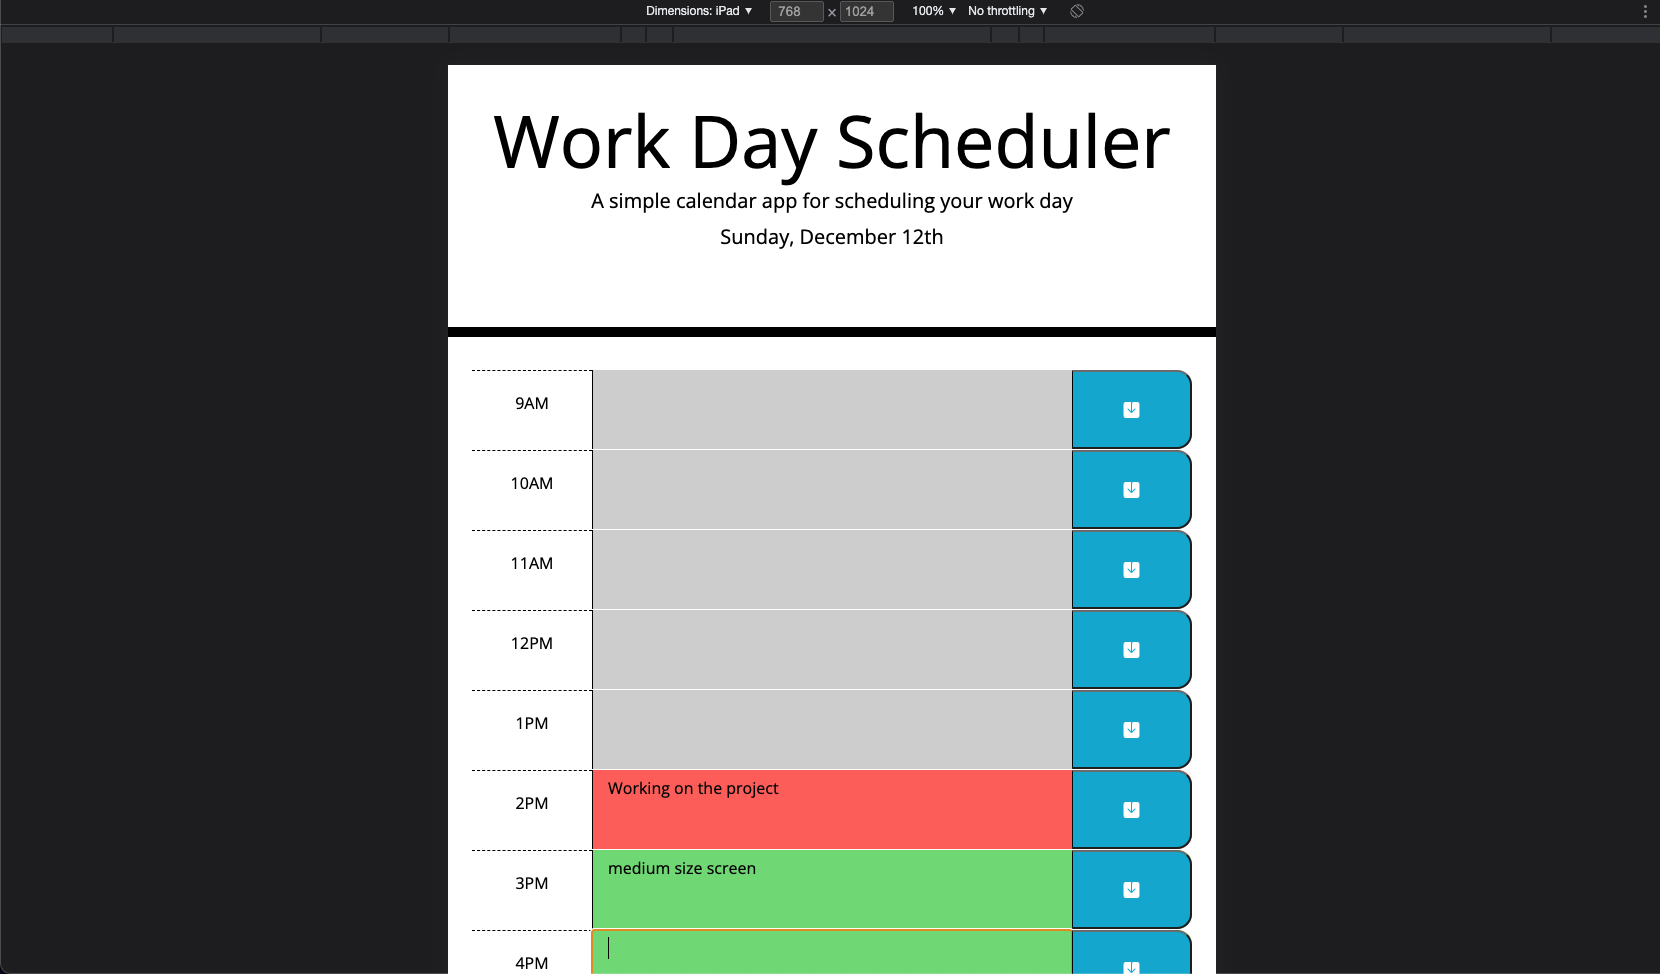 Dimensions: iPad ▼ 768 × 1024 100% ▼ No throttling ▼
Work Day Scheduler
A simple calendar app for scheduling your work day
Sunday, December 12th
9AM
10AM
11AM
12PM
1PM
2PM Working on the project
3PM medium size screen
4PM